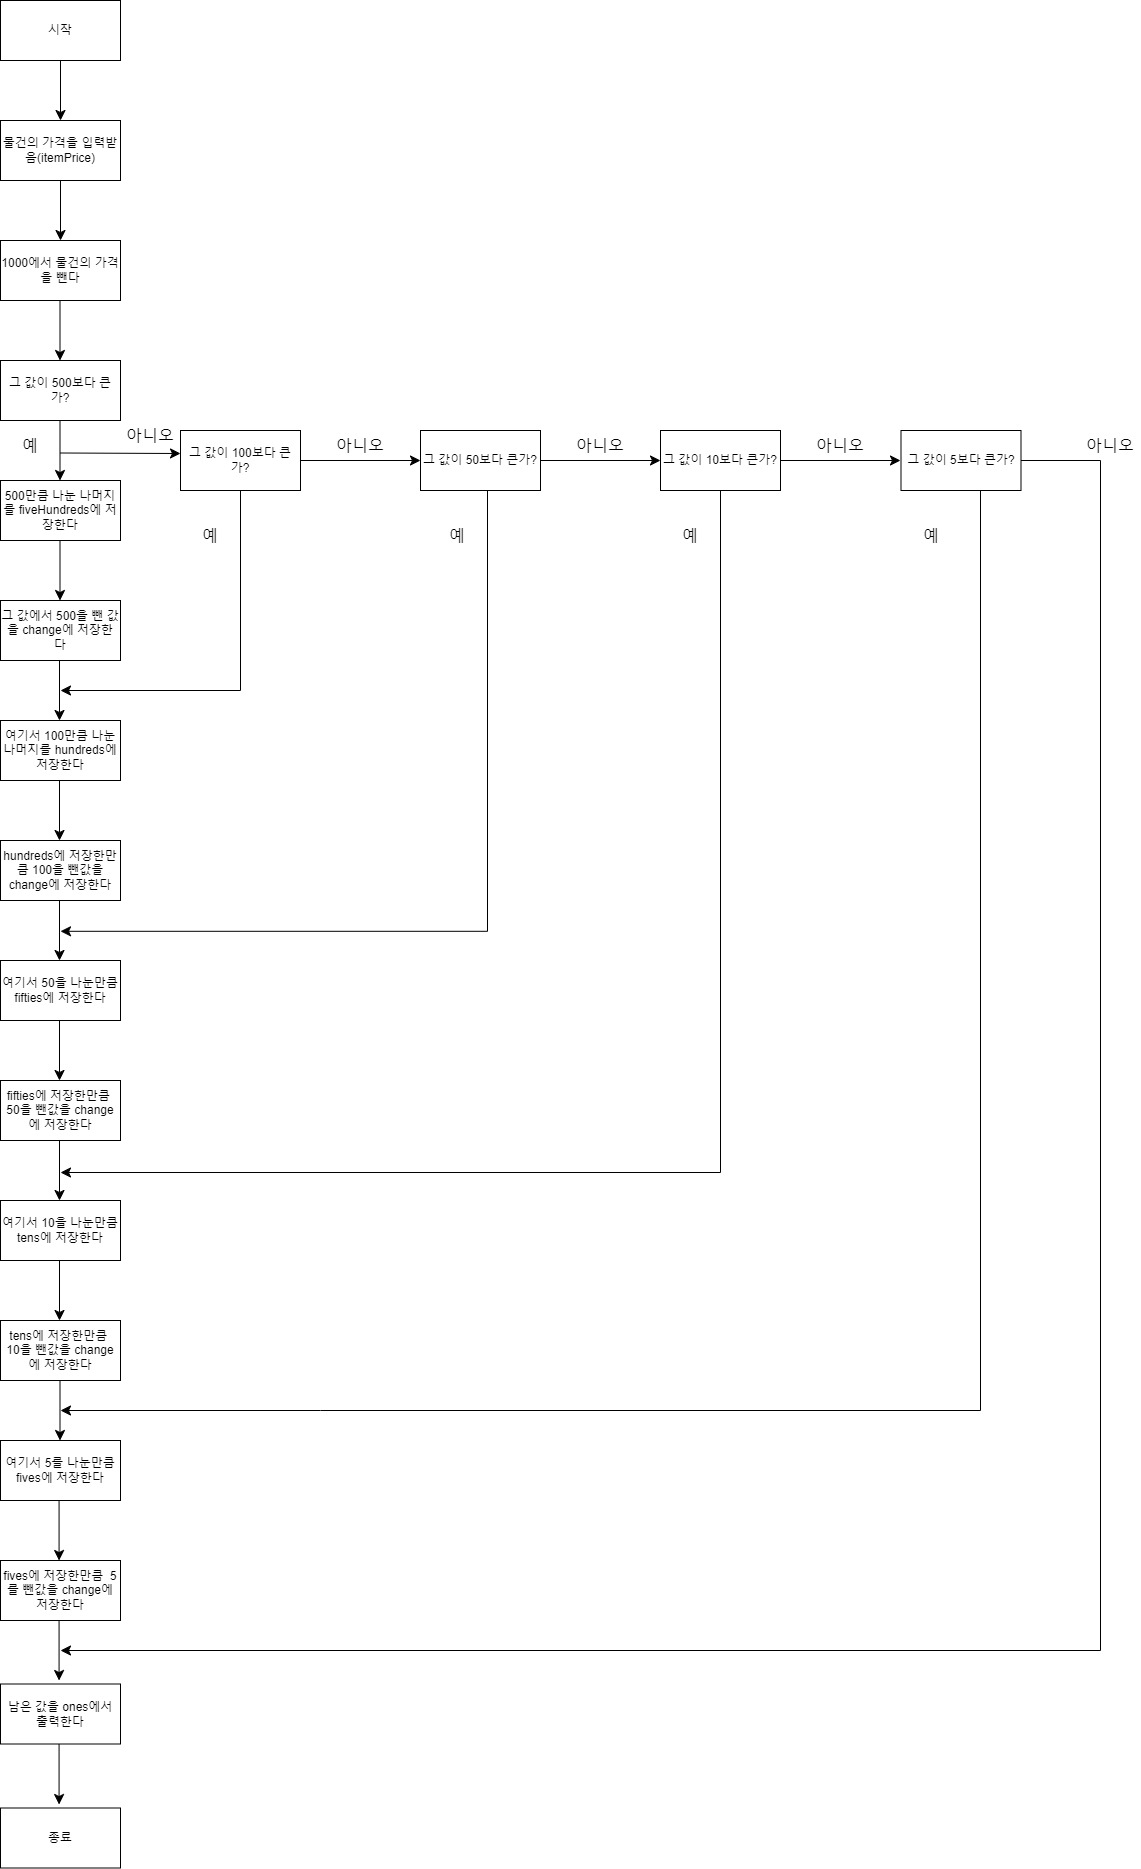 시작
물건의 가격을 입력받
음(itemPrice)
1000에서 물건의 가격
을 뺀다
그 값이 500보다 큰
가?
예
아니오
그 값이 100보다 큰
가?
아니오
그 값이 50보다 큰가?
아니오
그 값이 10보다 큰가?
아니오
그 값이 5보다 큰가?
아니오
예
예
예
예
500만큼 나눈 나머지
를 fiveHundreds에 저
장한다
그 값에서 500을 뺀 값
을 change에 저장한
다
여기서 100만큼 나눈
나머지를 hundreds에
저장한다
hundreds에 저장한만
큼 100을 뺀값을
change에 저장한다
여기서 50을 나눈만큼
fifties에 저장한다
fifties에 저장한만큼
50을 뺀값을 change
에 저장한다
여기서 10을 나눈만큼
tens에 저장한다
tens에 저장한만큼
10을 뺀값을 change
에 저장한다
여기서 5를 나눈만큼
fives에 저장한다
fives에 저장한만큼 5
를 뺀값을 change에
저장한다
남은 값을 ones에서
출력한다
종료